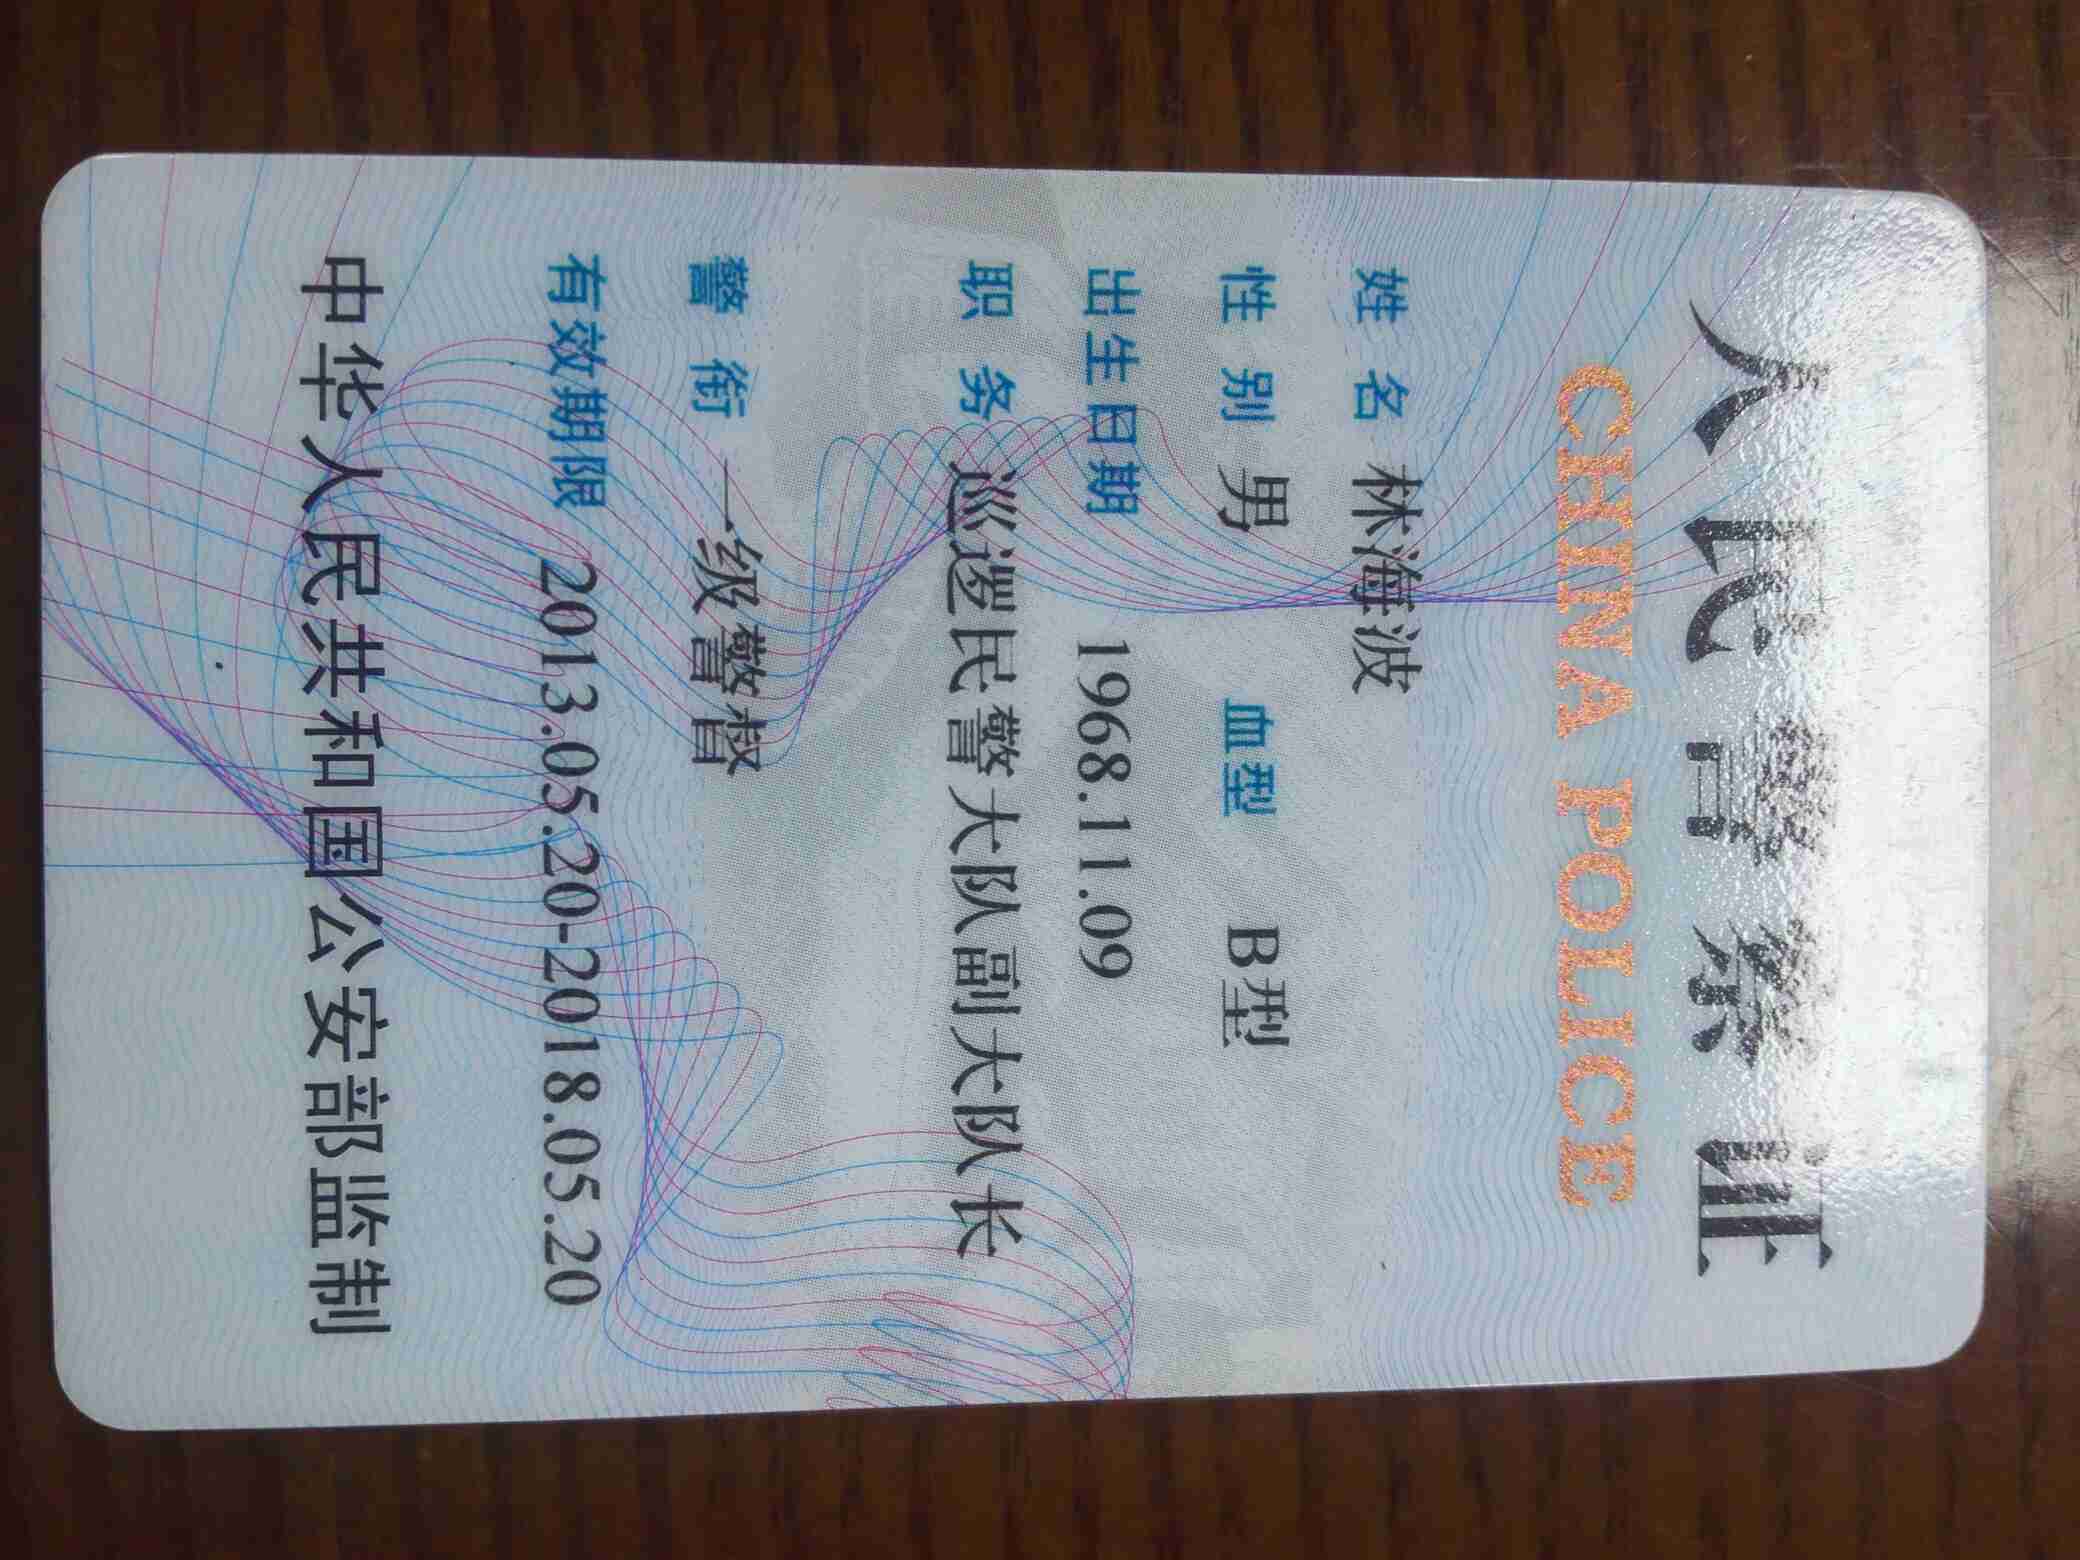 人民警察证
CHINA POLICE
姓名 林海波
性别 男 血型 B型
出生日期 1968.11.09
职务 巡逻民警大队副大队长
警衔 一级警督
有效期限 2013.05.20-2018.05.20
中华人民共和国公安部监制